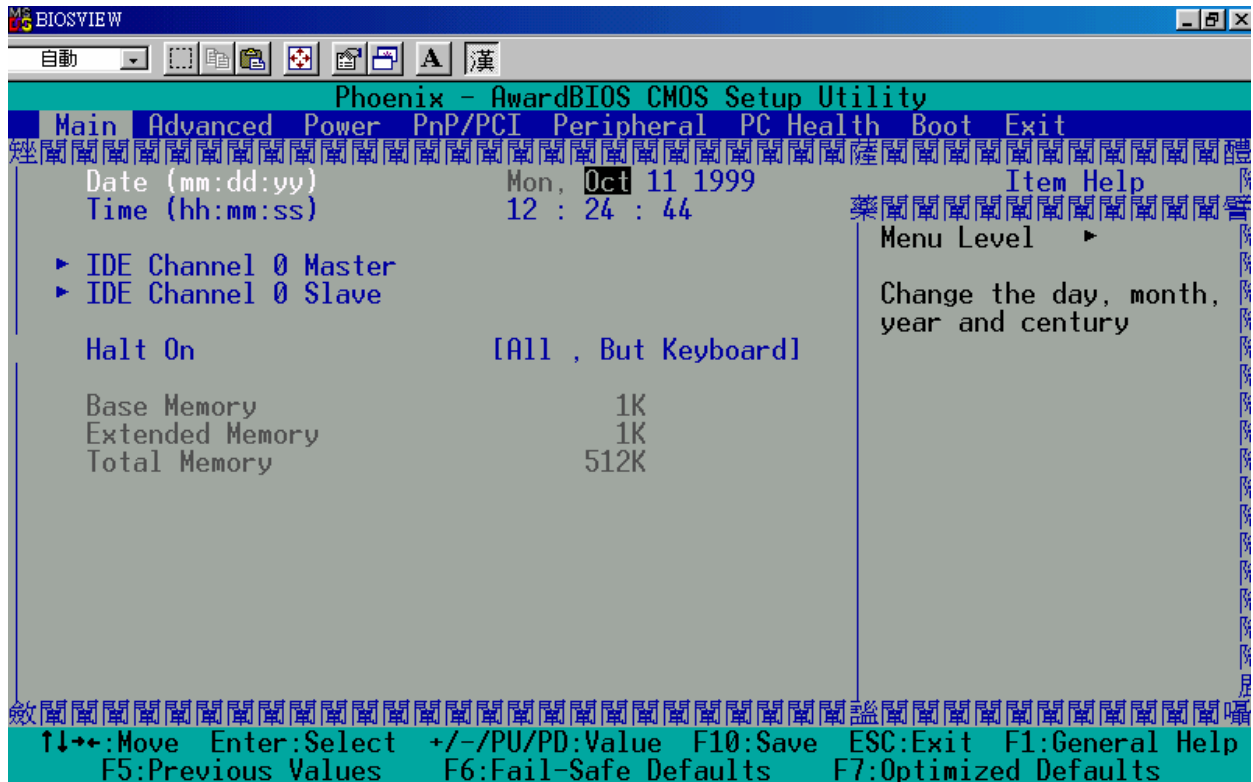 BIOSVIEW
自動
A 漢
Phoenix - AwardBIOS CMOS Setup Utility
Main Advanced Power PnP/PCI Peripheral PC Health Boot Exit
Date (mm:dd:yy) Mon, Oct 11 1999 Item Help
Time (hh:mm:ss) 12 : 24 : 44
Menu Level ►
► IDE Channel 0 Master
► IDE Channel 0 Slave Change the day, month,
year and century
Halt On [All , But Keyboard]
Base Memory 1K
Extended Memory 1K
Total Memory 512K
↑↓→←:Move Enter:Select +/-/PU/PD:Value F10:Save ESC:Exit F1:General Help
F5:Previous Values F6:Fail-Safe Defaults F7:Optimized Defaults